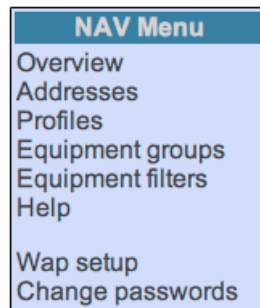 NAV Menu
Overview
Addresses
Profiles
Equipment groups
Equipment filters
Help
Wap setup
Change passwords